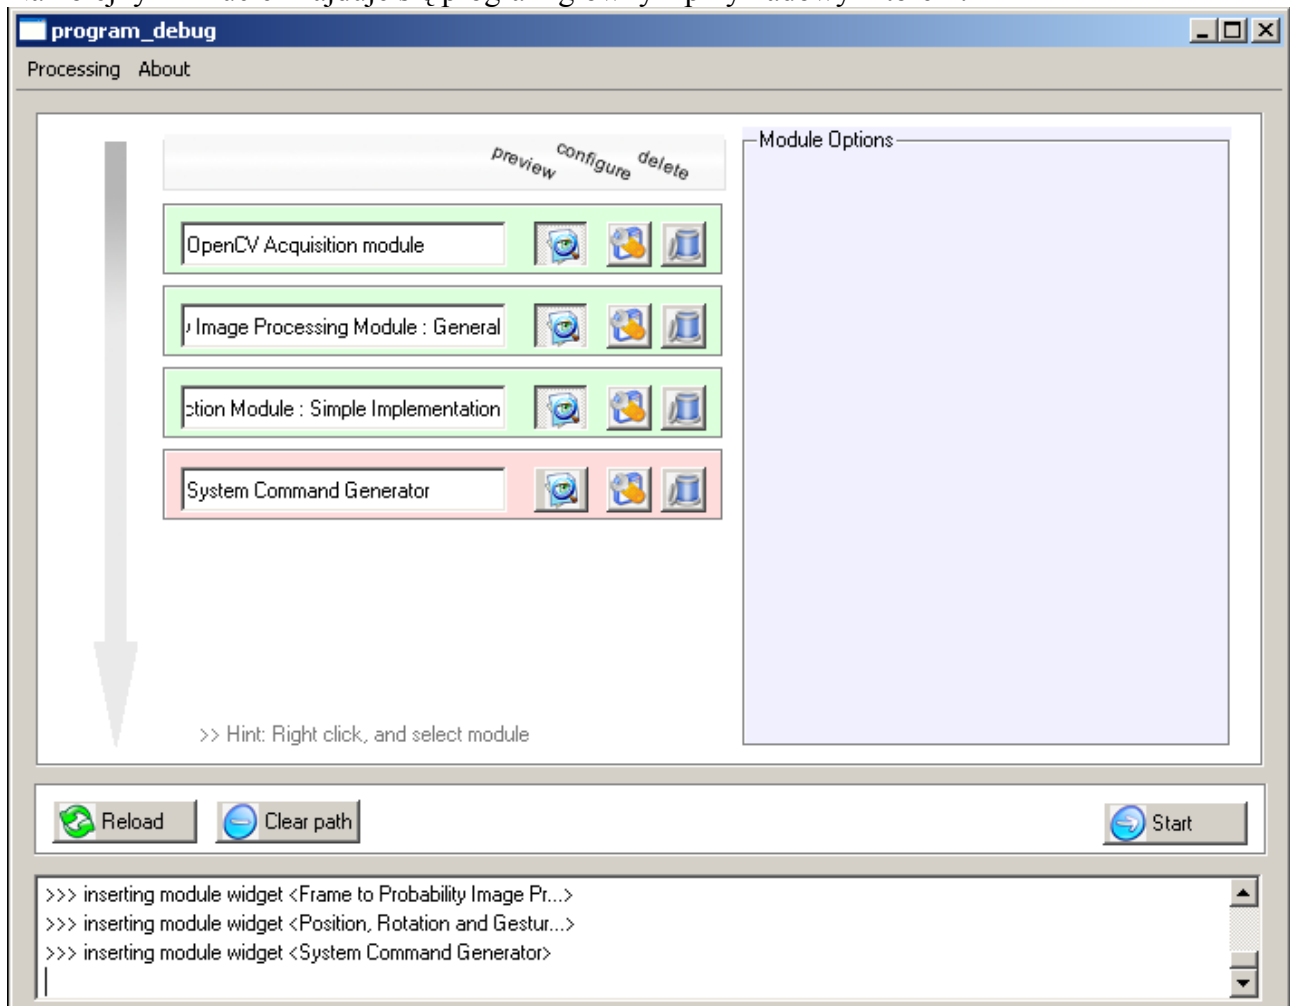 program_debug
Processing About
preview configure delete
Module Options
OpenCV Acquisition module
Image Processing Module : General
ction Module : Simple Implementation
System Command Generator
>> Hint: Right click, and select module
Reload Clear path Start
>>> inserting module widget <Frame to Probability Image Pr...>
>>> inserting module widget <Position, Rotation and Gestur...>
>>> inserting module widget <System Command Generator>